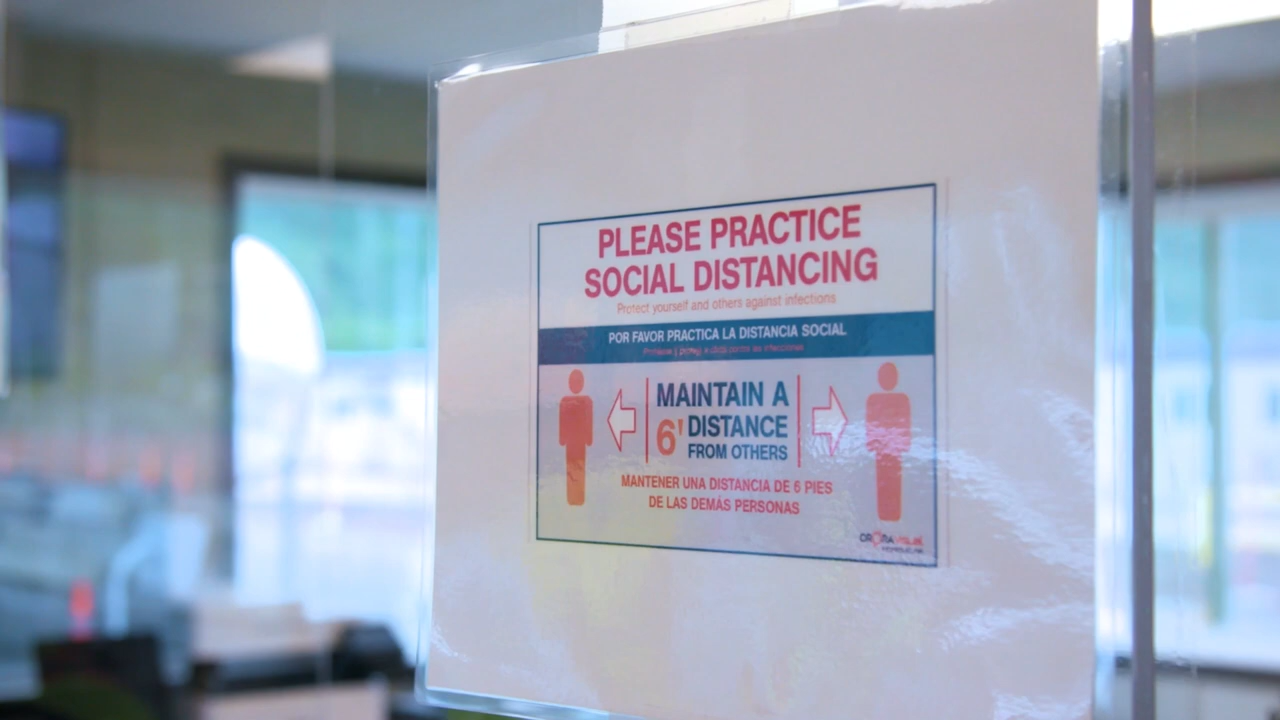 PLEASE PRACTICE
SOCIAL DISTANCING
Protect yourself and others against infections
POR FAVOR PRACTICA LA DISTANCIA SOCIAL
MAINTAIN A
6' DISTANCE
FROM OTHERS
MANTENER UNA DISTANCIA DE 6 PIES
DE LAS DEMÁS PERSONAS